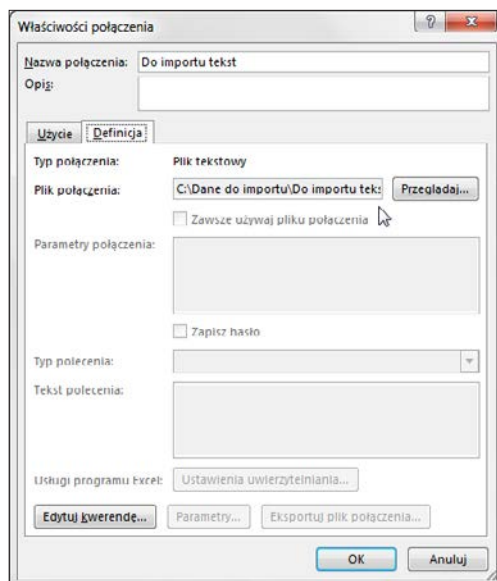 Właściwości połączenia
Nazwa połączenia: Do importu tekst
Opis:
Użycie Definicja
Typ połączenia: Plik tekstowy
Plik połączenia: C:\Dane do importu\Do importu teks Przeglądaj...
Zawsze używaj pliku połączenia
Parametry połączenia:
Zapisz hasło
Typ polecenia:
Tekst polecenia:
Usługi programu Excel: Ustawienia uwierzytelniania...
Edytuj kwerendę... Parametry... Eksportuj plik połączenia...
OK Anuluj